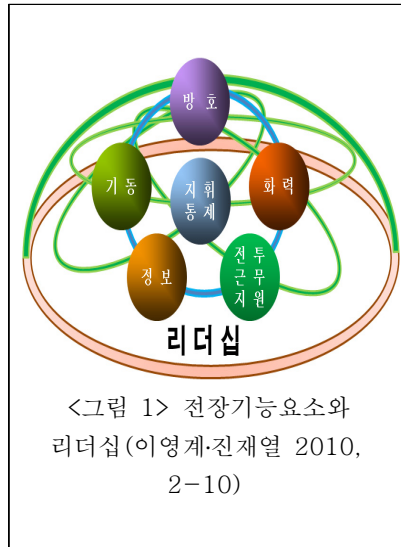 방 호
기 동
지 휘
통 제
화 력
정 보
전 투
근 무
지 원
리 더 십
<그림 1> 전장기능요소와
리더십(이영계·진재열 2010,
2-10)